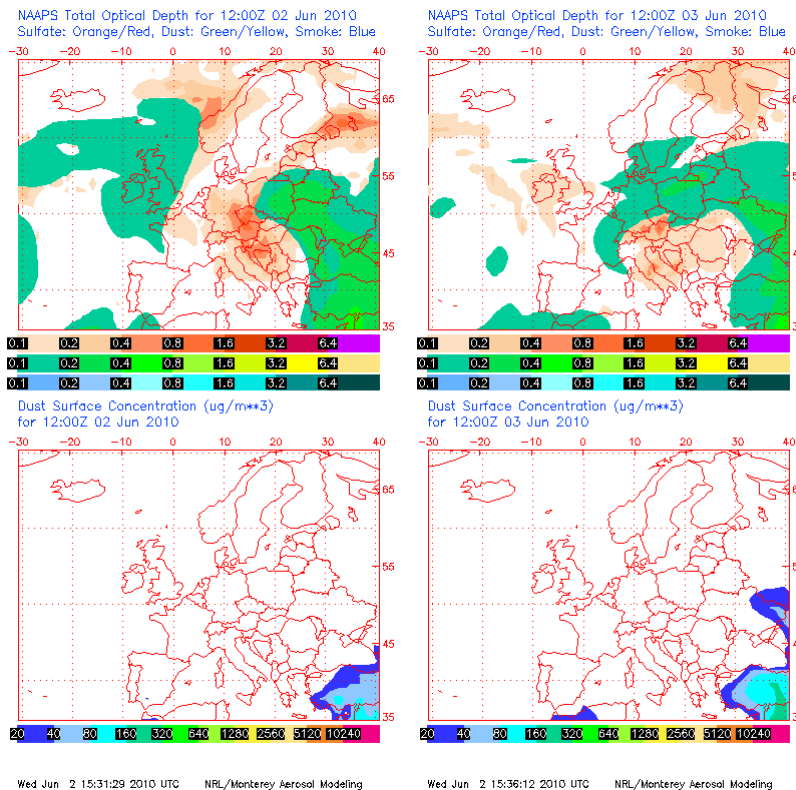 NAAPS Total Optical Depth for 12:00Z 02 Jun 2010
Sulfate: Orange/Red, Dust: Green/Yellow, Smoke: Blue
-30 -20 -10 0 10 20 30 40
65
55
45
35
0.1 0.2 0.4 0.8 1.6 3.2 6.4
0.1 0.2 0.4 0.8 1.6 3.2 6.4
0.1 0.2 0.4 0.8 1.6 3.2 6.4
NAAPS Total Optical Depth for 12:00Z 03 Jun 2010
Sulfate: Orange/Red, Dust: Green/Yellow, Smoke: Blue
-30 -20 -10 0 10 20 30 40
6
5
4
3
0.1 0.2 0.4 0.8 1.6 3.2 6.4
0.1 0.2 0.4 0.8 1.6 3.2 6.4
0.1 0.2 0.4 0.8 1.6 3.2 6.4
Dust Surface Concentration (ug/m**3)
for 12:00Z 02 Jun 2010
-30 -20 -10 0 10 20 30 40
65
55
45
35
20 40 80 160 320 640 1280 2560 5120 10240
Wed Jun 2 15:31:29 2010 UTC NRL/Monterey Aerosol Modeling
Dust Surface Concentration (ug/m**3)
for 12:00Z 03 Jun 2010
-30 -20 -10 0 10 20 30 40
6
5
4
3
20 40 80 160 320 640 1280 2560 5120 10240
Wed Jun 2 15:36:12 2010 UTC NRL/Monterey Aerosol Modeling